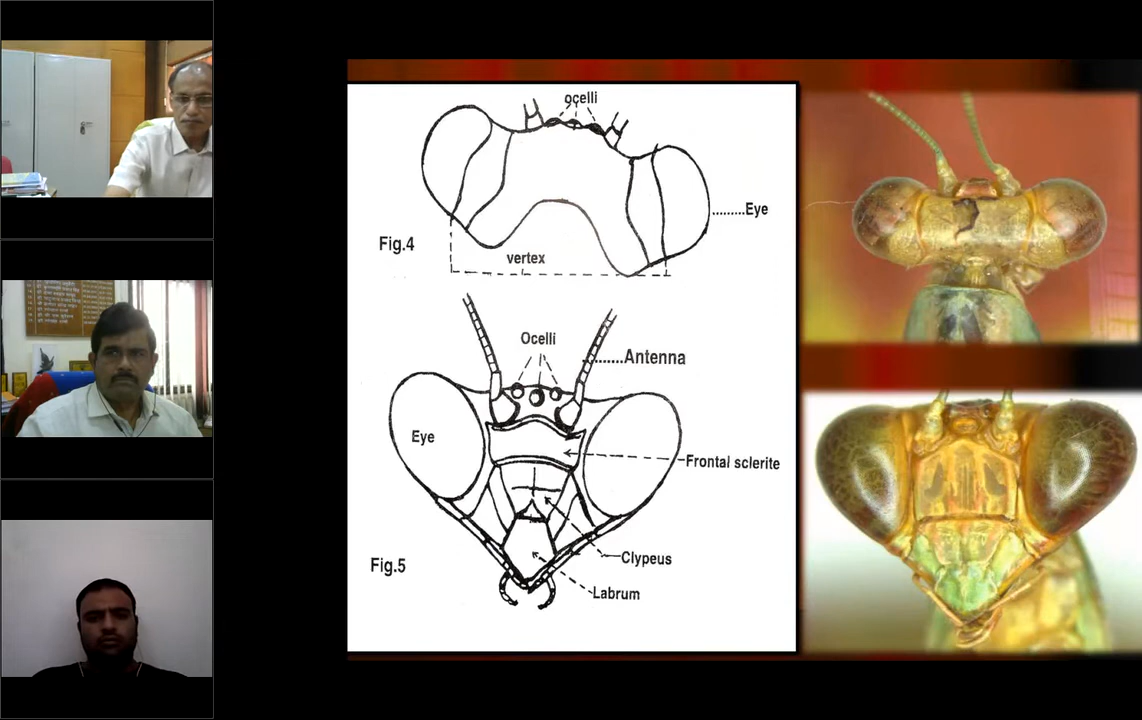 ocelli
.........Eye
Fig.4
vertex
Ocelli
.........Antenna
Eye
Frontal sclerite
Clypeus
Fig.5
Labrum